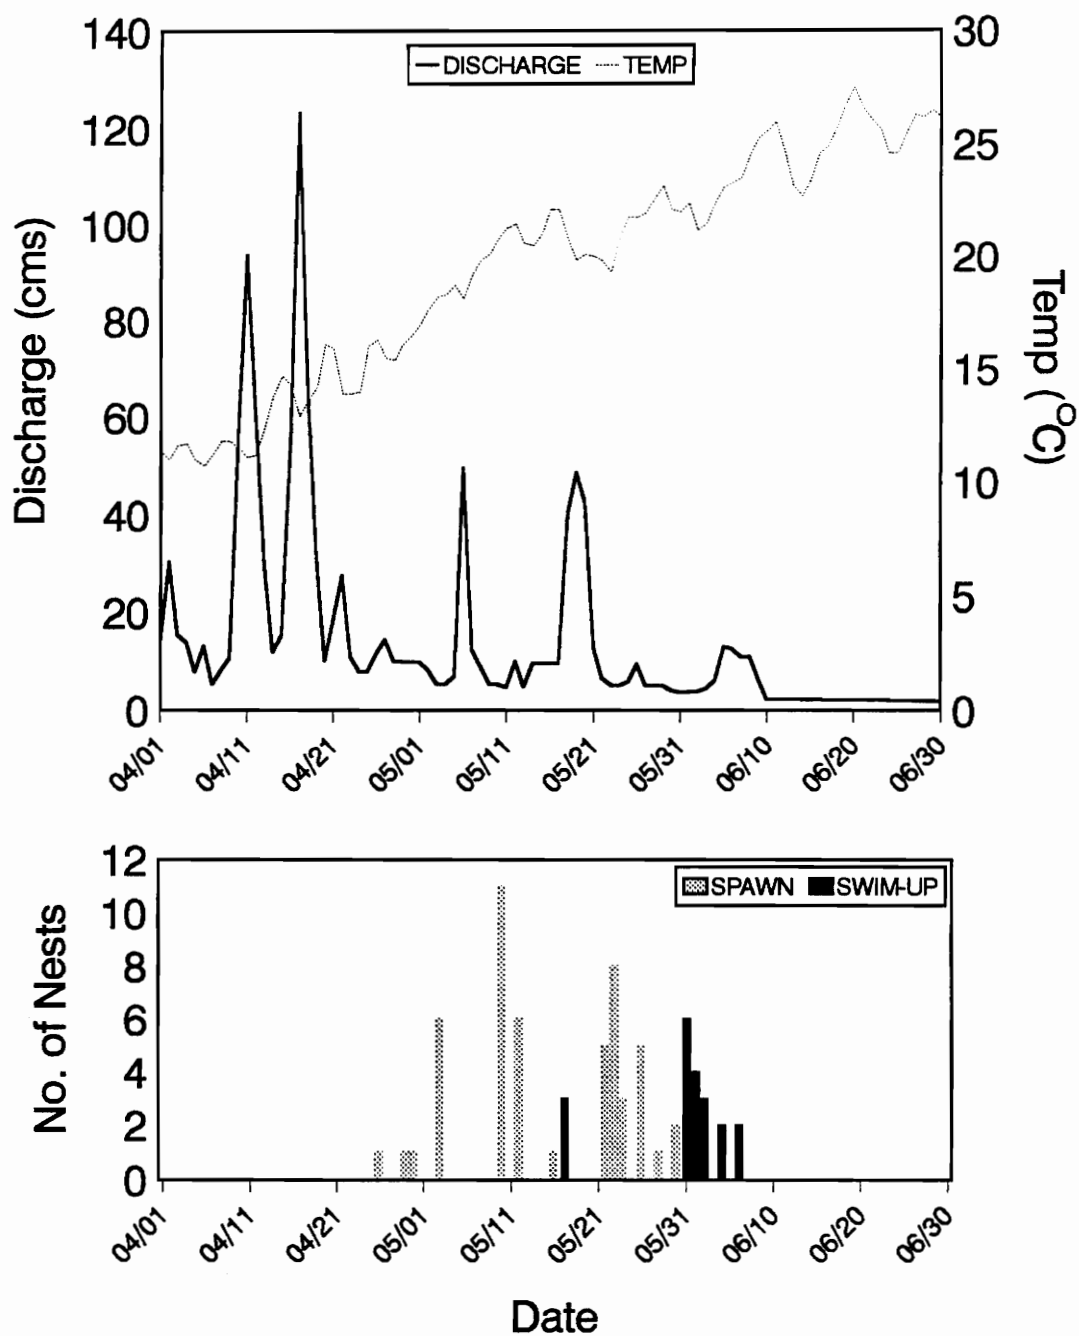 140
120
100
80
60
40
20
0
Discharge (cms)
DISCHARGE TEMP
30
25
20
15
10
5
0
Temp (°C)
04/01 04/11 04/21 05/01 05/11 05/21 05/31 06/10 06/20 06/30
12
10
8
6
4
2
0
No. of Nests
SPAWN SWIM-UP
04/01 04/11 04/21 05/01 05/11 05/21 05/31 06/10 06/20 06/30
Date